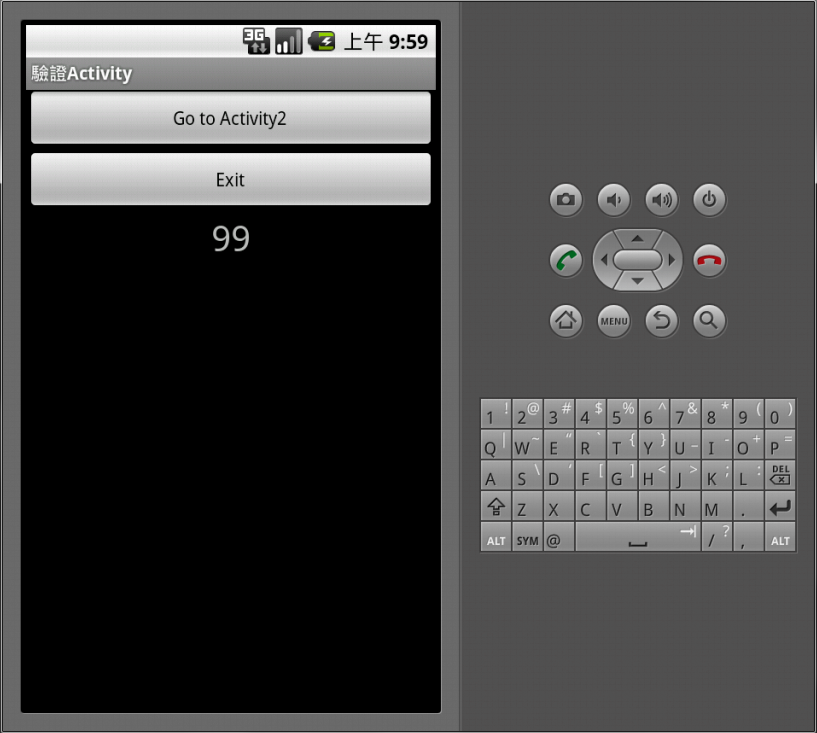 3G 上午 9:59
驗證Activity
Go to Activity2
Exit
99
MENU
1 ! 2 @ 3 # 4 $ 5 % 6 ^ 7 & 8 * 9 ( 0 )
Q | W ~ E " R ` T { Y } U _ I - O + P =
A S \ D ' F [ G ] H < J > K ; L : DEL
Z X C V B N M .
ALT SYM @ / ? , ALT